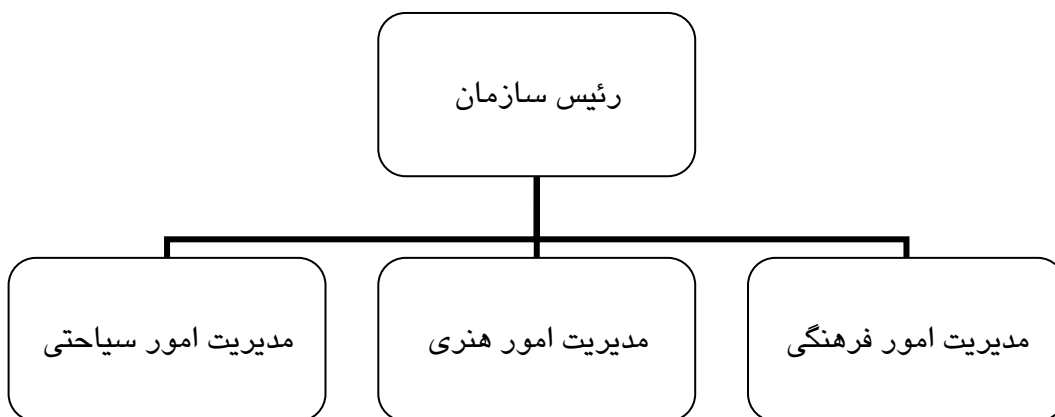 رئیس سازمان
مدیریت امور فرهنگی
مدیریت امور هنری
مدیریت امور سیاحتی